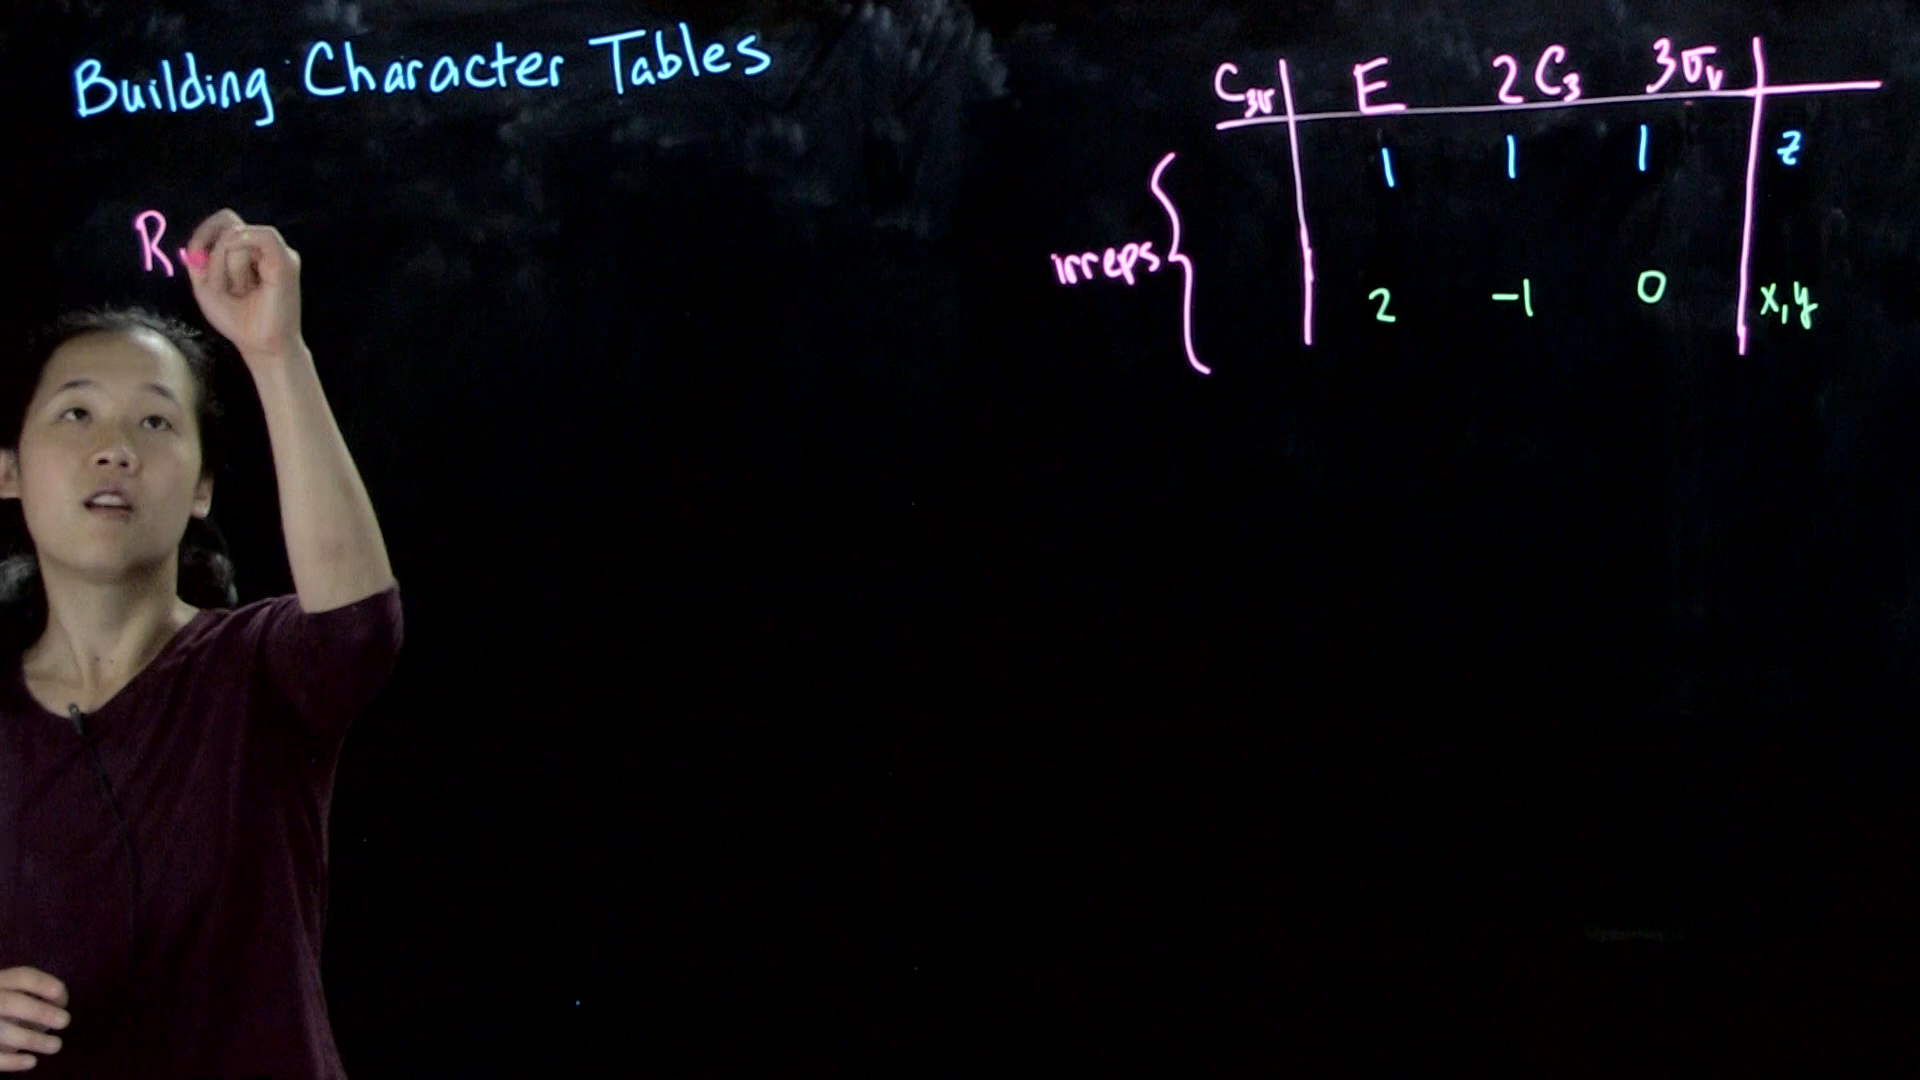 Building Character Tables
C₃ᵥ E 2C₃ 3σᵥ
1 1 1 z
irreps
2 -1 0 x,y
R